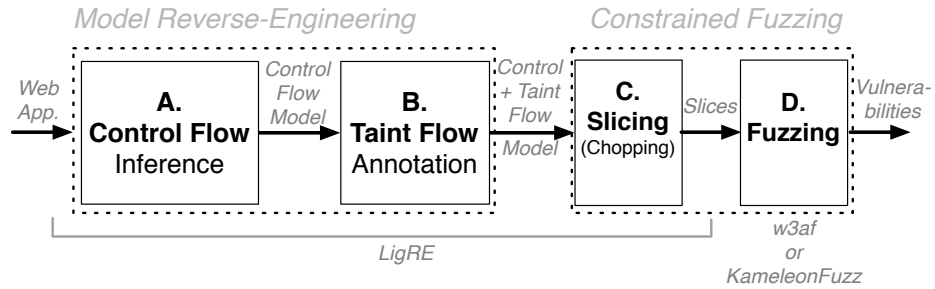 Model Reverse-Engineering
Constrained Fuzzing
Web
App.
A.
Control Flow
Inference
Control
Flow
Model
B.
Taint Flow
Annotation
Control
+ Taint
Flow
Model
C.
Slicing
(Chopping)
Slices
D.
Fuzzing
Vulnera-
bilities
LigRE
w3af
or
KameleonFuzz